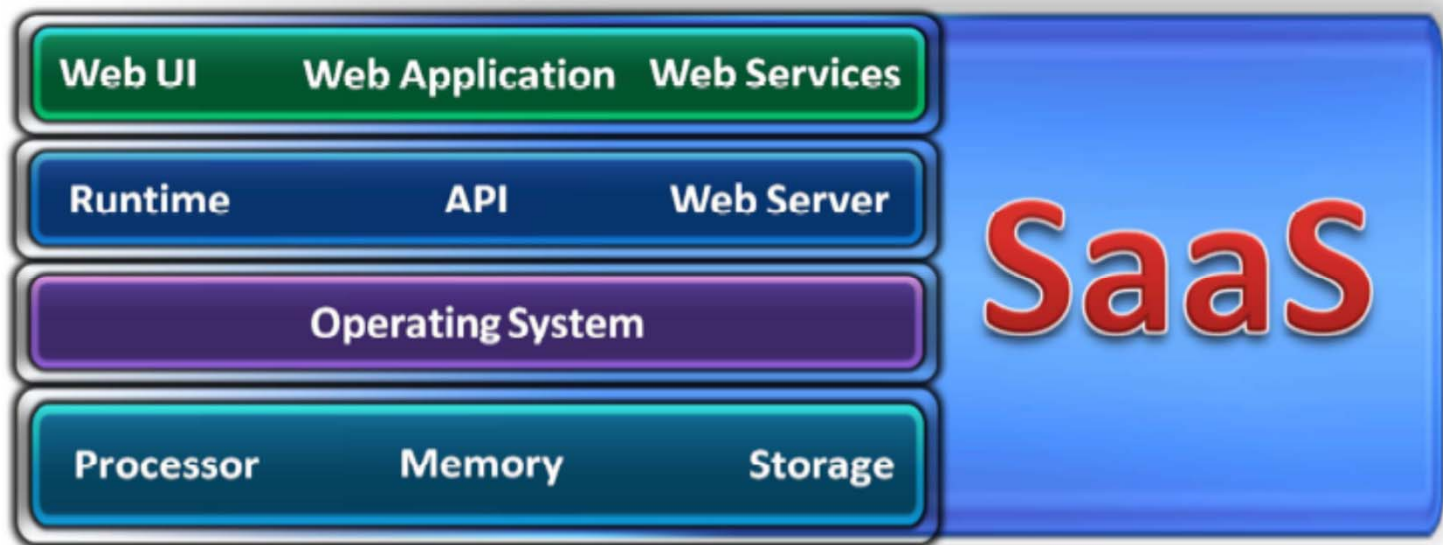 Web UI Web Application Web Services
Runtime API Web Server
Operating System
Processor Memory Storage
SaaS